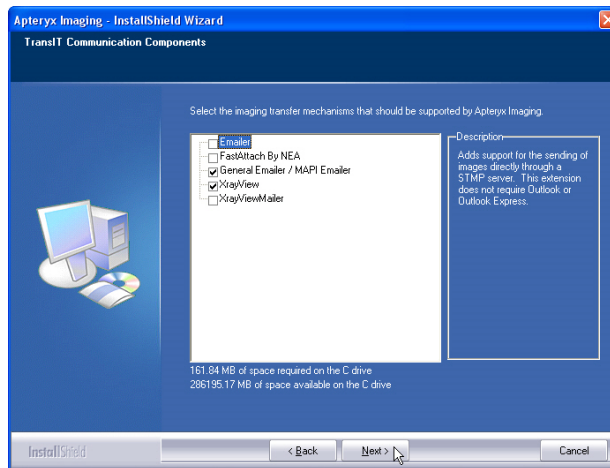 Apteryx Imaging - InstallShield Wizard
TransIT Communication Components
Select the imaging transfer mechanisms that should be supported by Apteryx Imaging.
Emailer
FastAttach By NEA
General Emailer / MAPI Emailer
XrayView
XrayViewMailer
Description
Adds support for the sending of
images directly through a
STMP server. This extension
does not require Outlook or
Outlook Express.
161.84 MB of space required on the C drive
286195.17 MB of space available on the C drive
InstallShield
< Back
Next >
Cancel